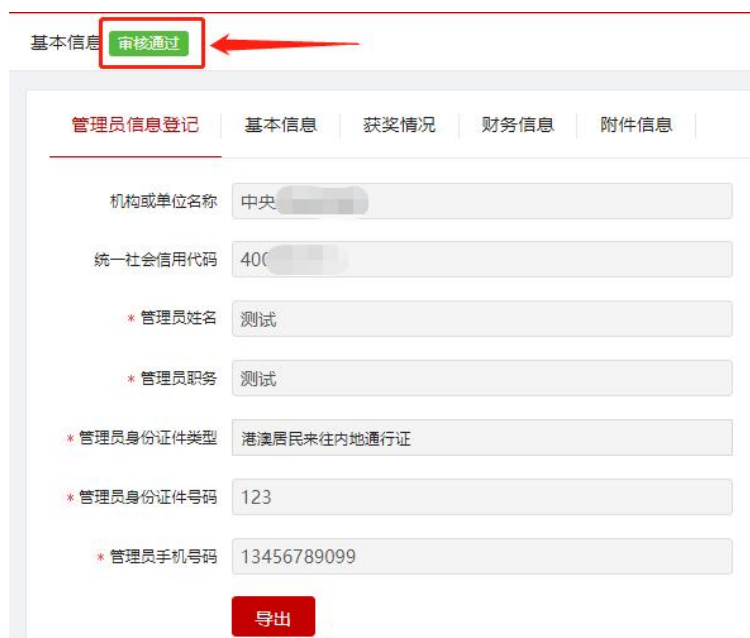 基本信息 审核通过
管理员信息登记 基本信息 获奖情况 财务信息 附件信息
机构或单位名称 中央
统一社会信用代码 400
* 管理员姓名 测试
* 管理员职务 测试
* 管理员身份证件类型 港澳居民来往内地通行证
* 管理员身份证件号码 123
* 管理员手机号码 13456789099
导出